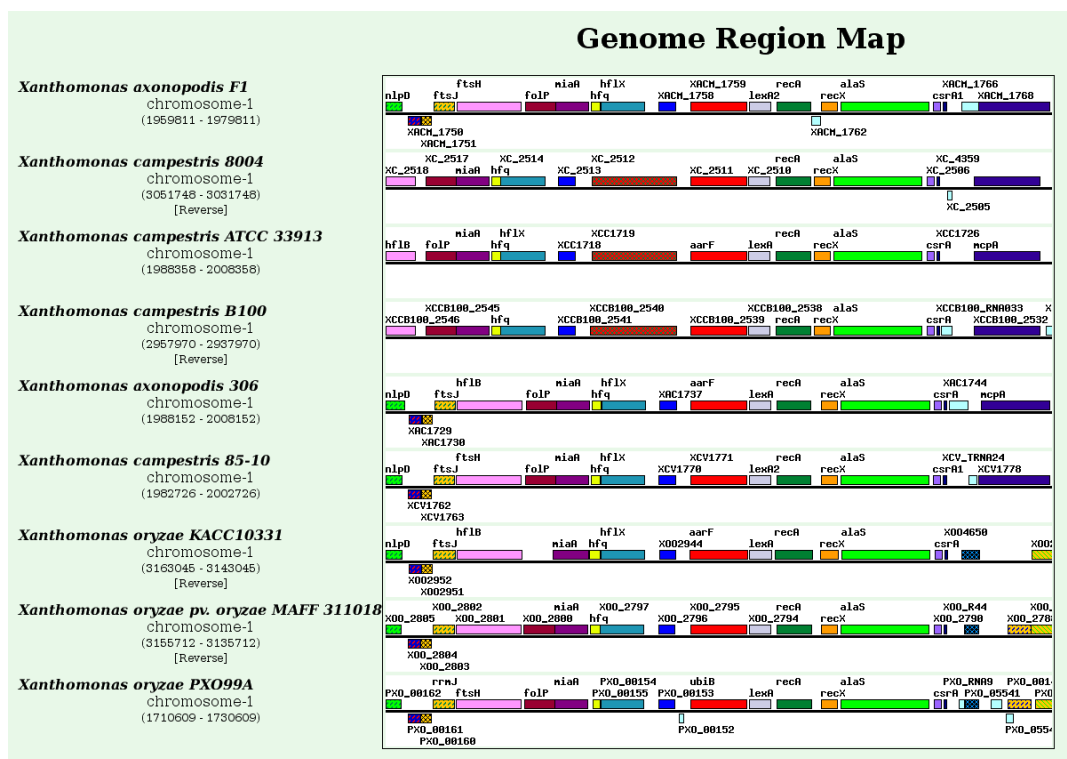 Genome Region Map
Xanthomonas axonopodis F1
chromosome-1
(1959811 - 1979811)
ftsH miaA hflX XACM_1759 recA alaS XACM_1766
nlpD ftsJ folP hfq XACM_1758 lexA2 recX csrA1 XACM_1768
XACM_1750 XACM_1762
XACM_1751
Xanthomonas campestris 8004
chromosome-1
(3051748 - 3031748)
[Reverse]
XC_2517 XC_2514 XC_2512 recA alaS XC_4359
XC_2518 miaA hfq XC_2513 XC_2511 XC_2510 recX XC_2506
XC_2505
Xanthomonas campestris ATCC 33913
chromosome-1
(1988358 - 2008358)
miaA hflX XCC1719 recA alaS XCC1726
hflB folP hfq XCC1718 aarF lexA recX csrA mcpA
Xanthomonas campestris B100
chromosome-1
(2957970 - 2937970)
[Reverse]
XCCB100_2545 XCCB100_2540 XCCB100_2538 alaS XCCB100_RNA033 X
XCCB100_2546 hfq XCCB100_2541 XCCB100_2539 recA recX csrA XCCB100_2532
Xanthomonas axonopodis 306
chromosome-1
(1988152 - 2008152)
hflB miaA hflX aarF recA alaS XAC1744
nlpD ftsJ folP hfq XAC1737 lexA recX csrA mcpA
XAC1729
XAC1730
Xanthomonas campestris 85-10
chromosome-1
(1982726 - 2002726)
ftsH miaA hflX XCV1771 recA alaS XCV_TRNA24
nlpD ftsJ folP hfq XCV1770 lexA2 recX csrA1 XCV1778
XCV1762
XCV1763
Xanthomonas oryzae KACC10331
chromosome-1
(3163045 - 3143045)
[Reverse]
hflB hflX aarF recA alaS XOO4650
nlpD ftsJ miaA hfq XOO2944 lexA recX csrA XOO2
XOO2952
XOO2951
Xanthomonas oryzae pv. oryzae MAFF 311018
chromosome-1
(3155712 - 3135712)
[Reverse]
XOO_2802 miaA XOO_2797 XOO_2795 recA alaS XOO_R44 XOO_
XOO_2805 XOO_2801 XOO_2800 hfq XOO_2796 XOO_2794 recX XOO_2790 XOO_278
XOO_2804
XOO_2803
Xanthomonas oryzae PXO99A
chromosome-1
(1710609 - 1730609)
rrmJ miaA PXO_00154 ubiB recA alaS PXO_RNA9 PXO_001
PXO_00162 ftsH folP PXO_00155 PXO_00153 lexA recX csrA PXO_05541 PXO
PXO_00161 PXO_00152 PXO_055
PXO_00160